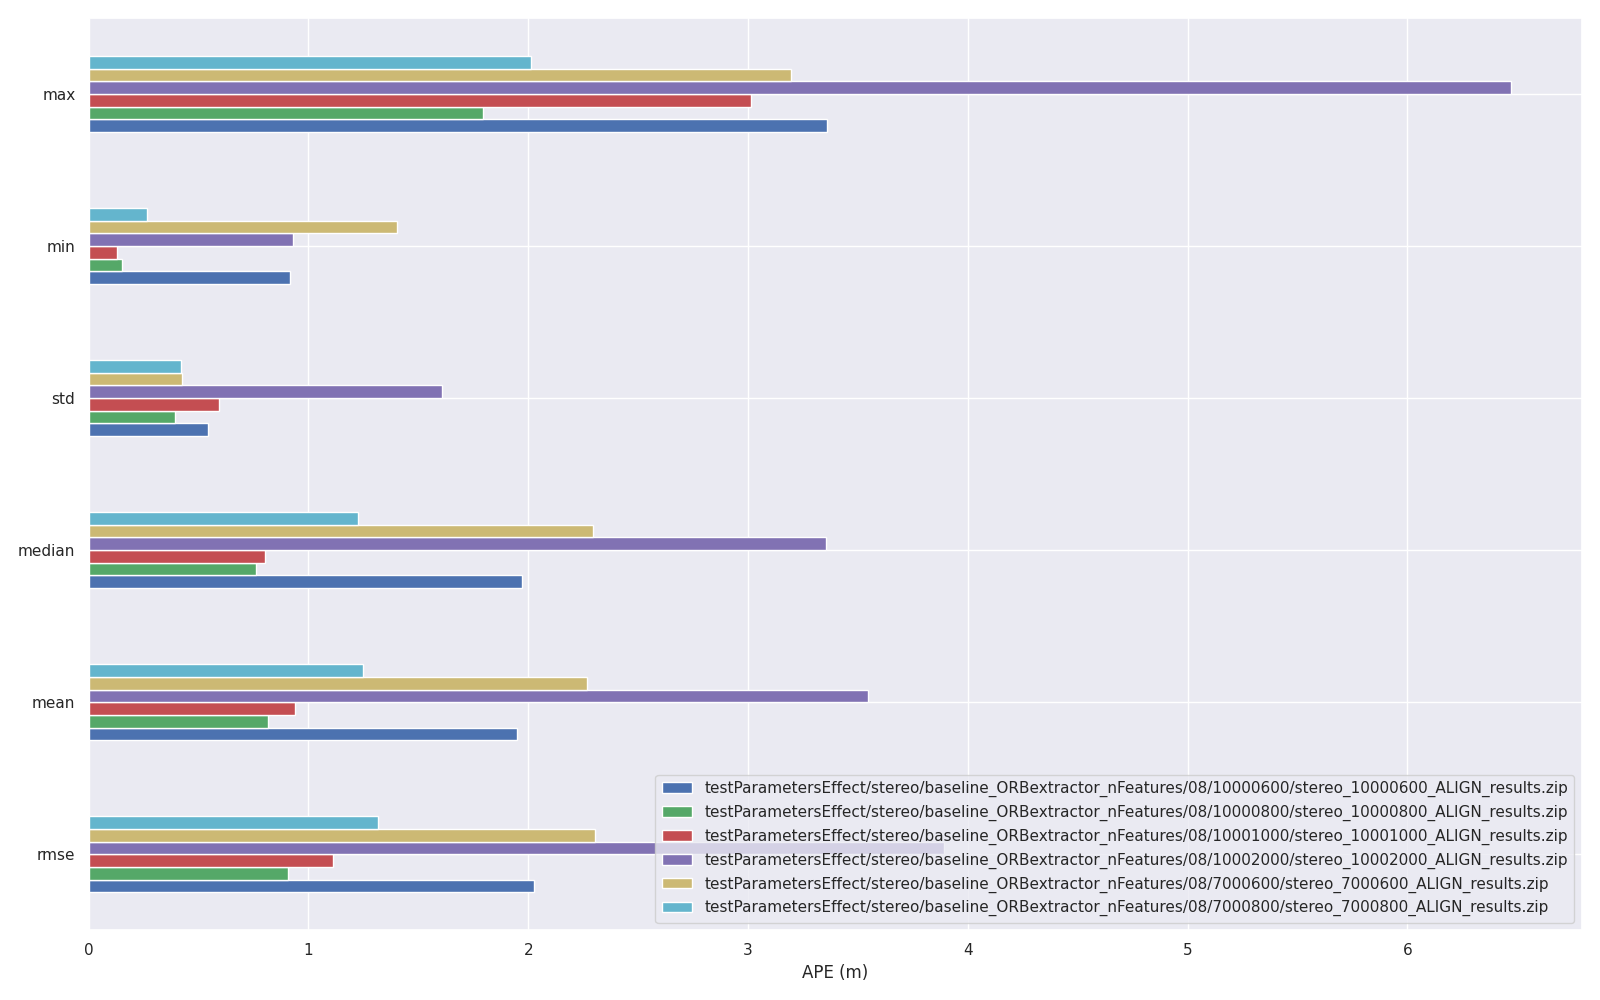 max
min
std
median
mean
rmse
testParametersEffect/stereo/baseline_ORBextractor_nFeatures/08/10000600/stereo_10000600_ALIGN_results.zip
testParametersEffect/stereo/baseline_ORBextractor_nFeatures/08/10000800/stereo_10000800_ALIGN_results.zip
testParametersEffect/stereo/baseline_ORBextractor_nFeatures/08/10001000/stereo_10001000_ALIGN_results.zip
testParametersEffect/stereo/baseline_ORBextractor_nFeatures/08/10002000/stereo_10002000_ALIGN_results.zip
testParametersEffect/stereo/baseline_ORBextractor_nFeatures/08/7000600/stereo_7000600_ALIGN_results.zip
testParametersEffect/stereo/baseline_ORBextractor_nFeatures/08/7000800/stereo_7000800_ALIGN_results.zip
0 1 2 3 4 5 6
APE (m)